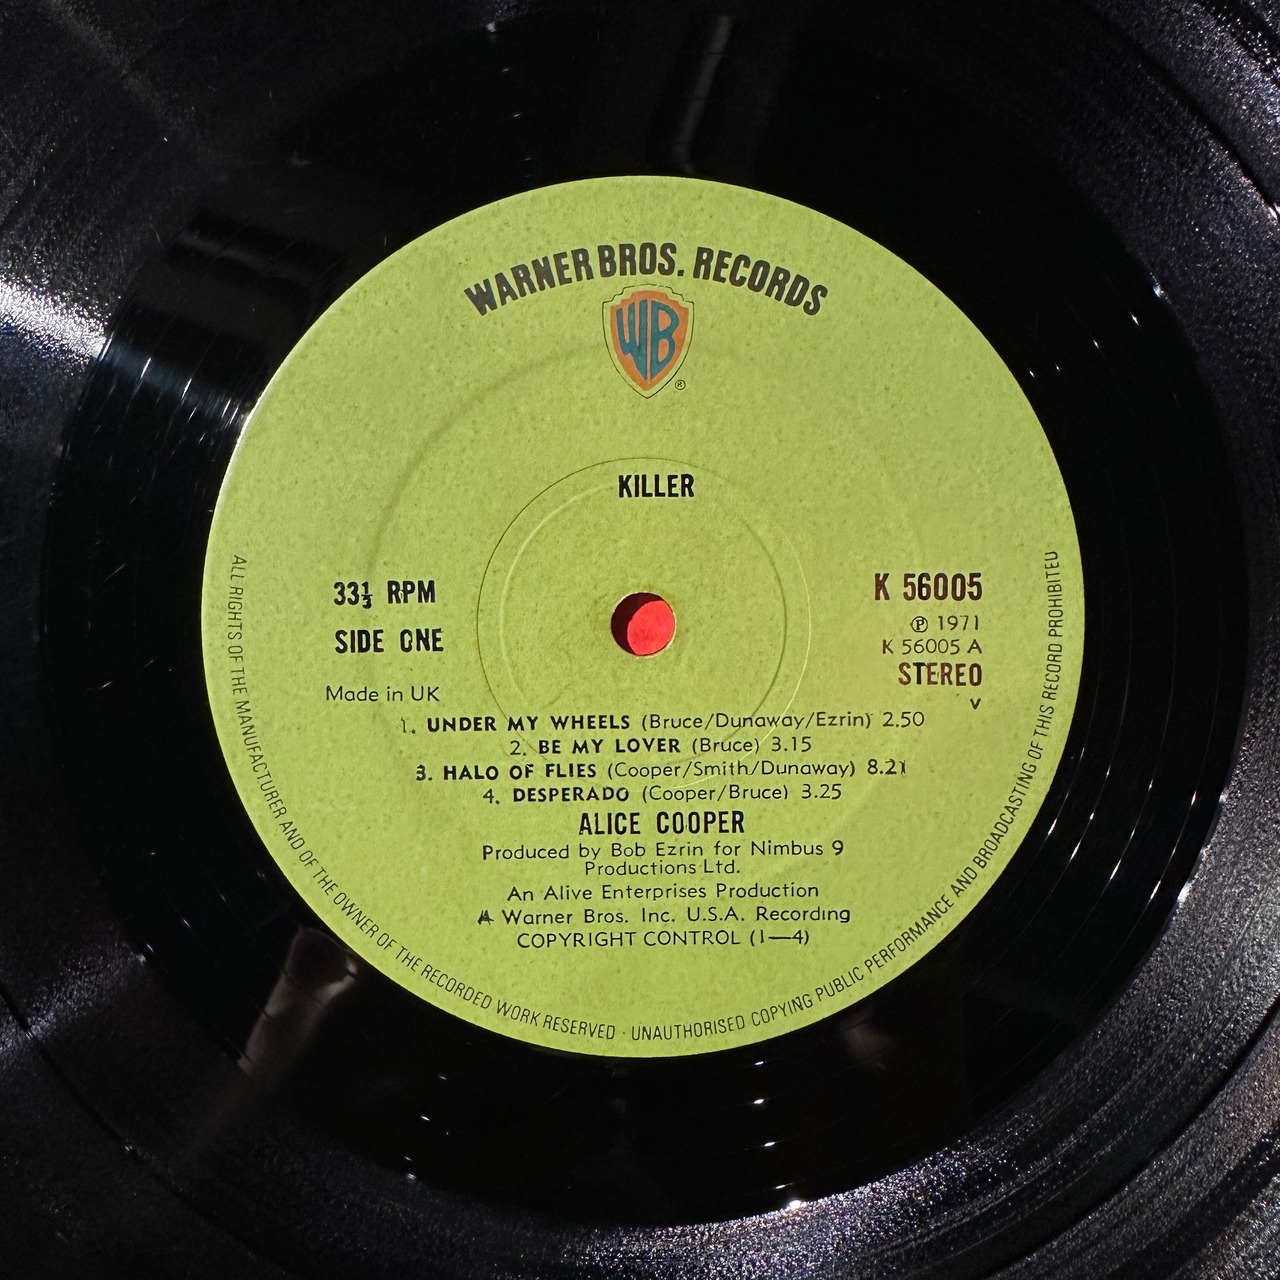 WARNER BROS. RECORDS
WB
®
KILLER
33⅓ RPM
SIDE ONE
Made in UK
K 56005
℗ 1971
K 56005 A
STEREO
V
1. UNDER MY WHEELS (Bruce/Dunaway/Ezrin) 2.50
2. BE MY LOVER (Bruce) 3.15
3. HALO OF FLIES (Cooper/Smith/Dunaway) 8.21
4. DESPERADO (Cooper/Bruce) 3.25
ALICE COOPER
Produced by Bob Ezrin for Nimbus 9
Productions Ltd.
An Alive Enterprises Production
A Warner Bros. Inc. U.S.A. Recording
COPYRIGHT CONTROL (1—4)
ALL RIGHTS OF THE MANUFACTURER AND OF THE OWNER OF THE RECORDED WORK RESERVED · UNAUTHORISED COPYING PUBLIC PERFORMANCE AND BROADCASTING OF THIS RECORD PROHIBITED